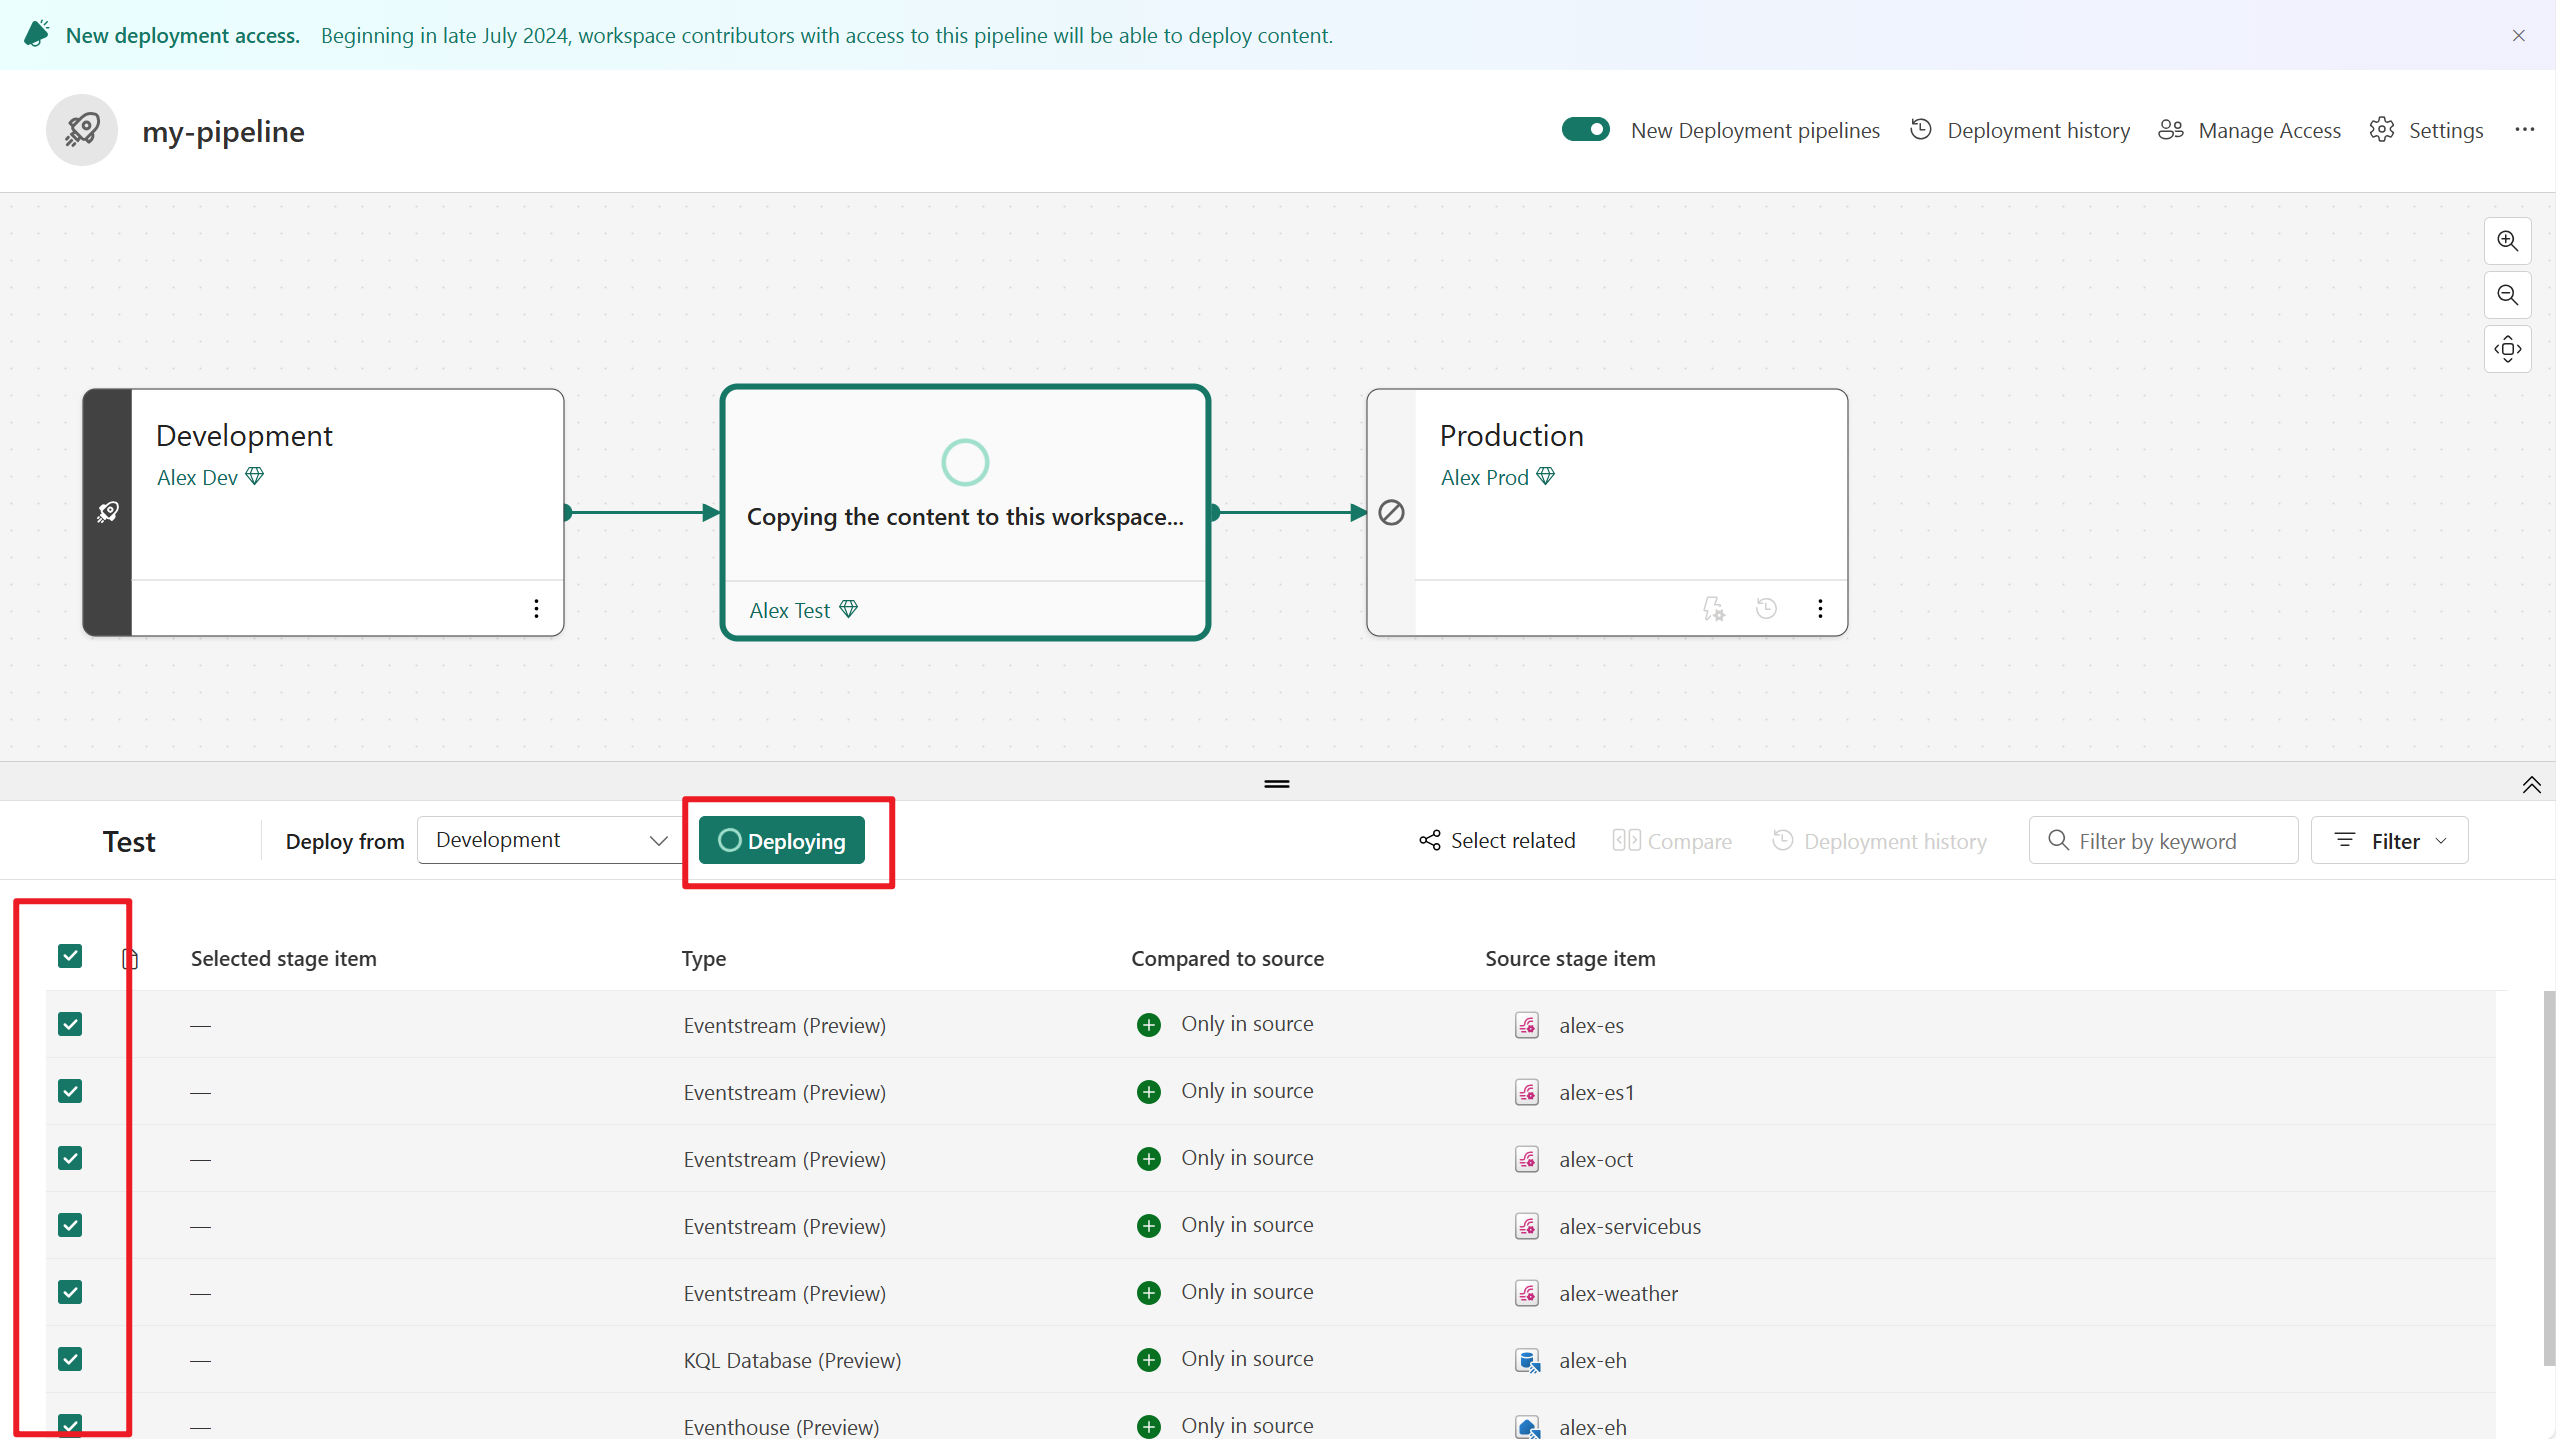 New deployment access. Beginning in late July 2024, workspace contributors with access to this pipeline will be able to deploy content.
my-pipeline
New Deployment pipelines
Deployment history
Manage Access
Settings
Development
Alex Dev
Copying the content to this workspace...
Alex Test
Production
Alex Prod
Test
Deploy from
Development
Deploying
Select related
Compare
Deployment history
Filter by keyword
Filter
Selected stage item Type Compared to source Source stage item
— Eventstream (Preview) Only in source alex-es
— Eventstream (Preview) Only in source alex-es1
— Eventstream (Preview) Only in source alex-oct
— Eventstream (Preview) Only in source alex-servicebus
— Eventstream (Preview) Only in source alex-weather
— KQL Database (Preview) Only in source alex-eh
— Eventhouse (Preview) Only in source alex-eh